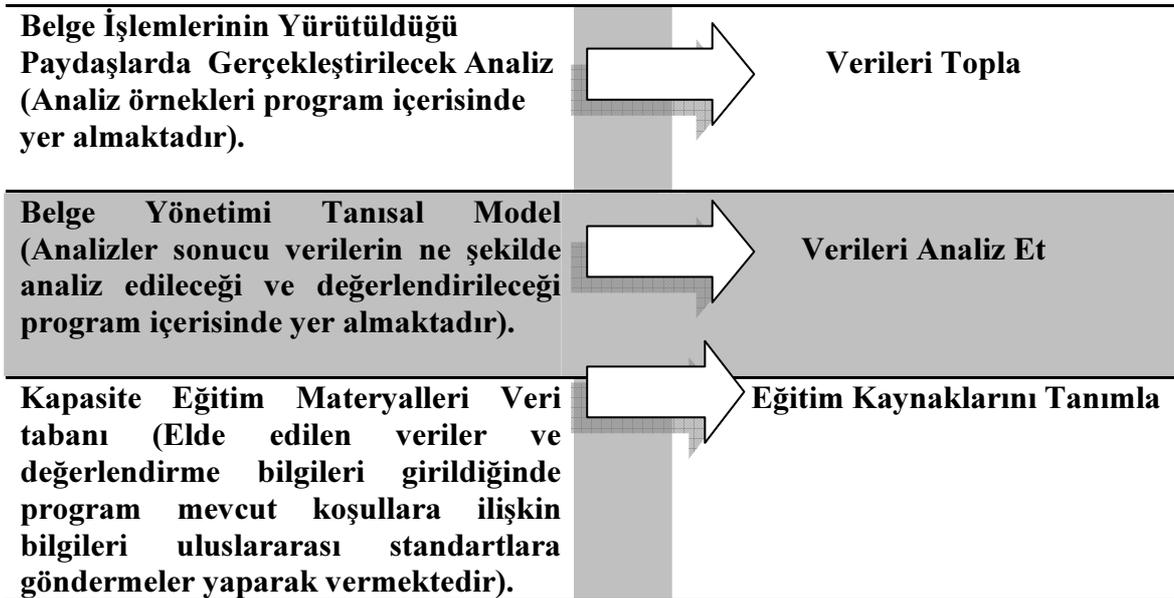 Belge İşlemlerinin Yürütüldüğü
Paydaşlarda Gerçekleştirilecek Analiz
(Analiz örnekleri program içerisinde
yer almaktadır).
Verileri Topla
Belge Yönetimi Tanısal Model
(Analizler sonucu verilerin ne şekilde
analiz edileceği ve değerlendirileceği
program içerisinde yer almaktadır).
Verileri Analiz Et
Kapasite Eğitim Materyalleri Veri
tabanı (Elde edilen veriler ve
değerlendirme bilgileri girildiğinde
program mevcut koşullara ilişkin
bilgileri uluslararası standartlara
göndermeler yaparak vermektedir).
Eğitim Kaynaklarını Tanımla